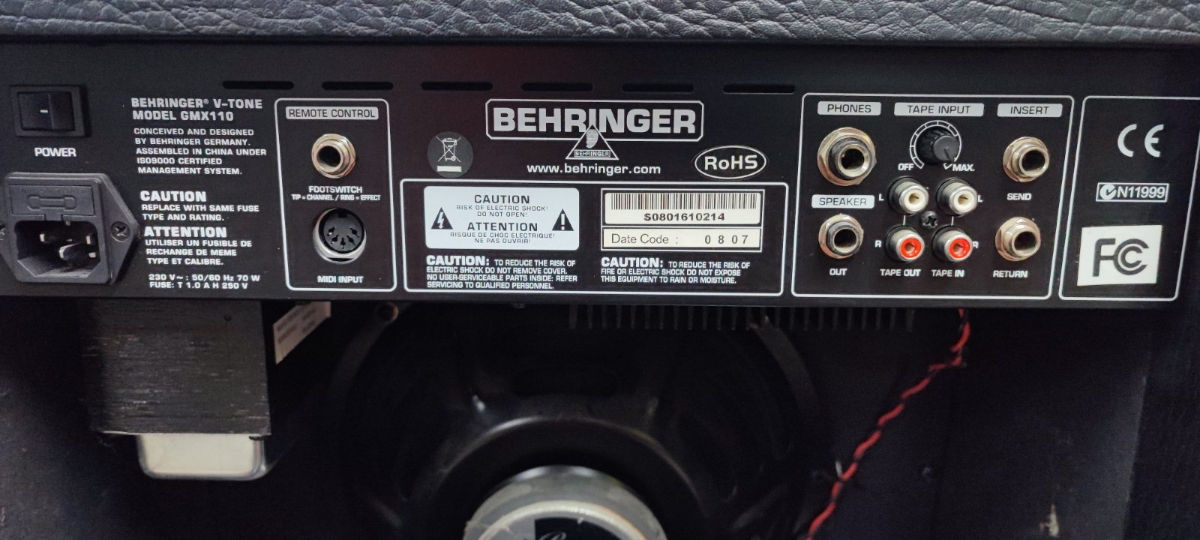 POWER
BEHRINGER® V-TONE
MODEL GMX110
CONCEIVED AND DESIGNED
BY BEHRINGER GERMANY.
ASSEMBLED IN CHINA UNDER
ISO9000 CERTIFIED
MANAGEMENT SYSTEM.
CAUTION
REPLACE WITH SAME FUSE
TYPE AND RATING.
ATTENTION
UTILISER UN FUSIBLE DE
RECHANGE DE MEME
TYPE ET CALIBRE.
230 V~ : 50/60 Hz 70 W
FUSE: T 1.0 A H 250 V
REMOTE CONTROL
FOOTSWITCH
TIP = CHANNEL / RING = EFFECT
MIDI INPUT
BEHRINGER
BEHRINGER
www.behringer.com
RoHS
CAUTION
RISK OF ELECTRIC SHOCK!
DO NOT OPEN!
ATTENTION
RISQUE DE CHOC ELECTRIQUE!
NE PAS OUVRIR!
S0801610214
Date Code : 0807
CAUTION: TO REDUCE THE RISK OF
ELECTRIC SHOCK DO NOT REMOVE COVER.
NO USER-SERVICEABLE PARTS INSIDE: REFER
SERVICING TO QUALIFIED PERSONNEL.
CAUTION: TO REDUCE THE RISK OF
FIRE OR ELECTRIC SHOCK DO NOT EXPOSE
THIS EQUIPMENT TO RAIN OR MOISTURE.
PHONES
SPEAKER
OUT
TAPE INPUT
OFF MAX.
L L
R R
TAPE OUT TAPE IN
INSERT
SEND
RETURN
CE
N11999
FC